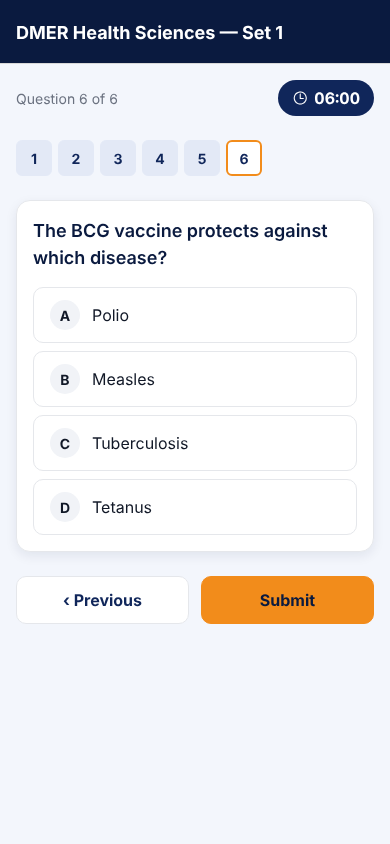 DMER Health Sciences — Set 1
Question 6 of 6
06:00
1 2 3 4 5 6
The BCG vaccine protects against
which disease?
A Polio
B Measles
C Tuberculosis
D Tetanus
‹ Previous
Submit